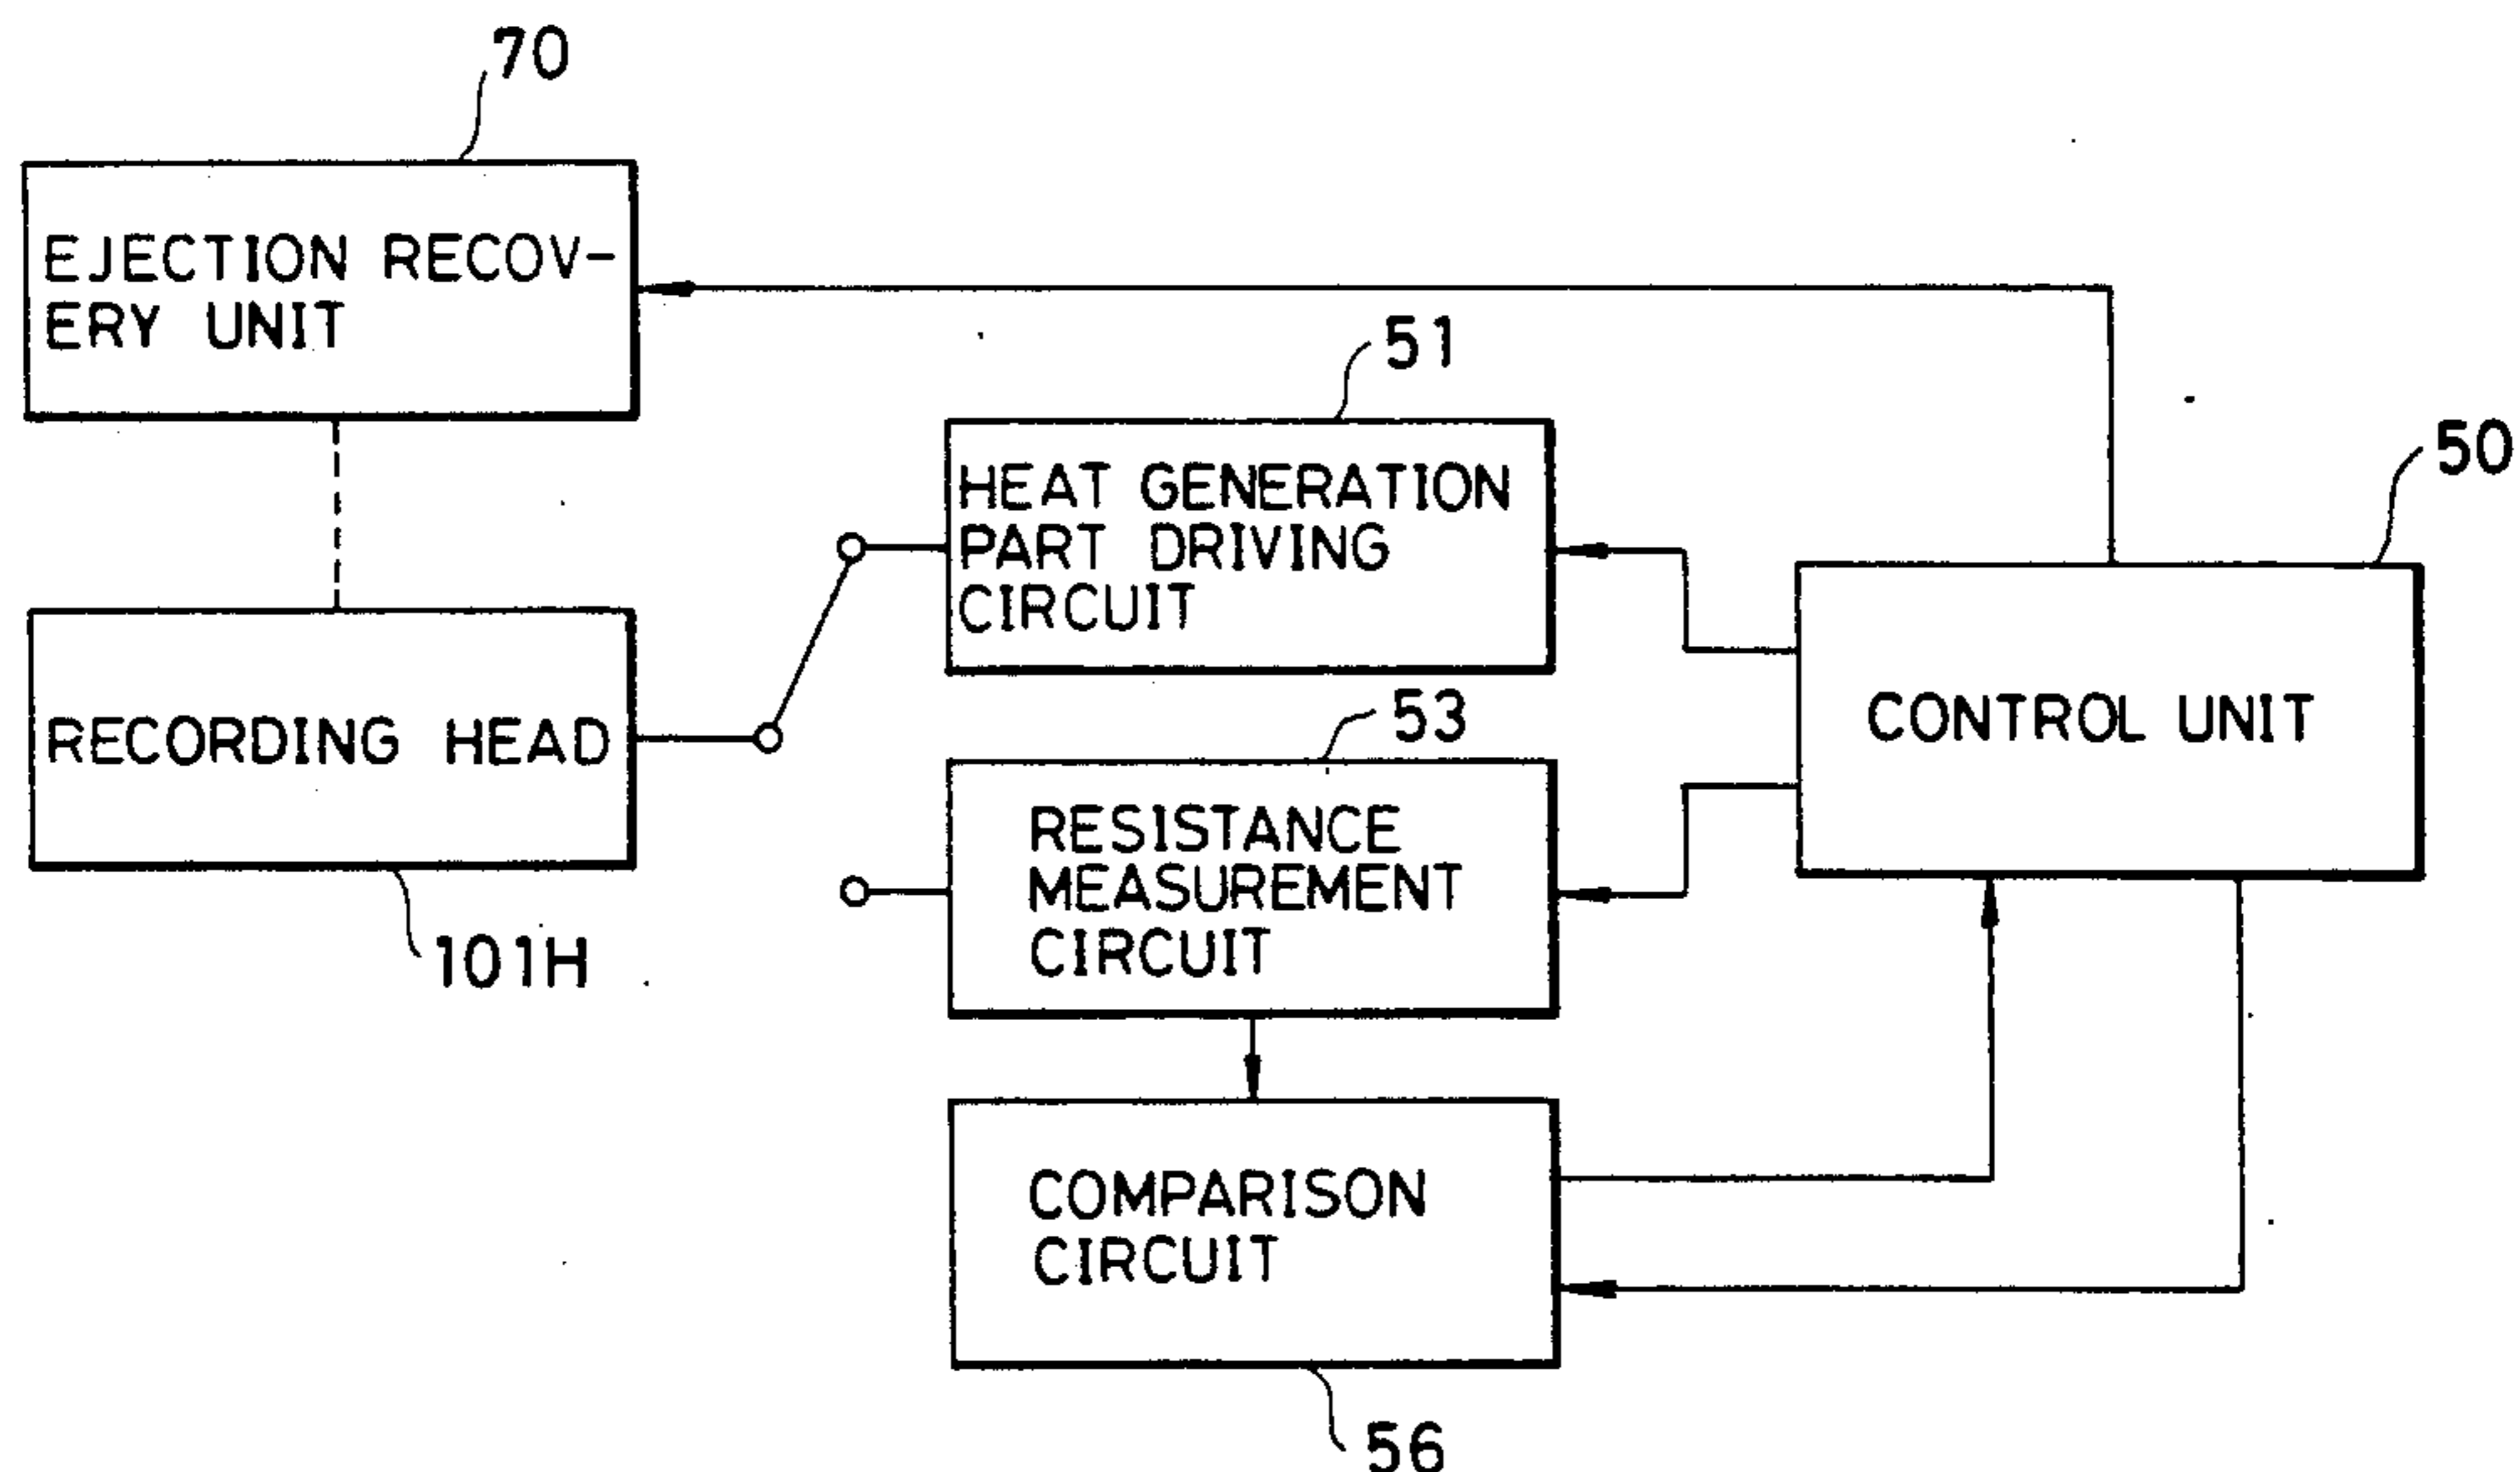 70
EJECTION RECOV-
ERY UNIT
51
HEAT GENERATION
PART DRIVING
CIRCUIT
50
CONTROL UNIT
RECORDING HEAD
101H
53
RESISTANCE
MEASUREMENT
CIRCUIT
COMPARISON
CIRCUIT
56